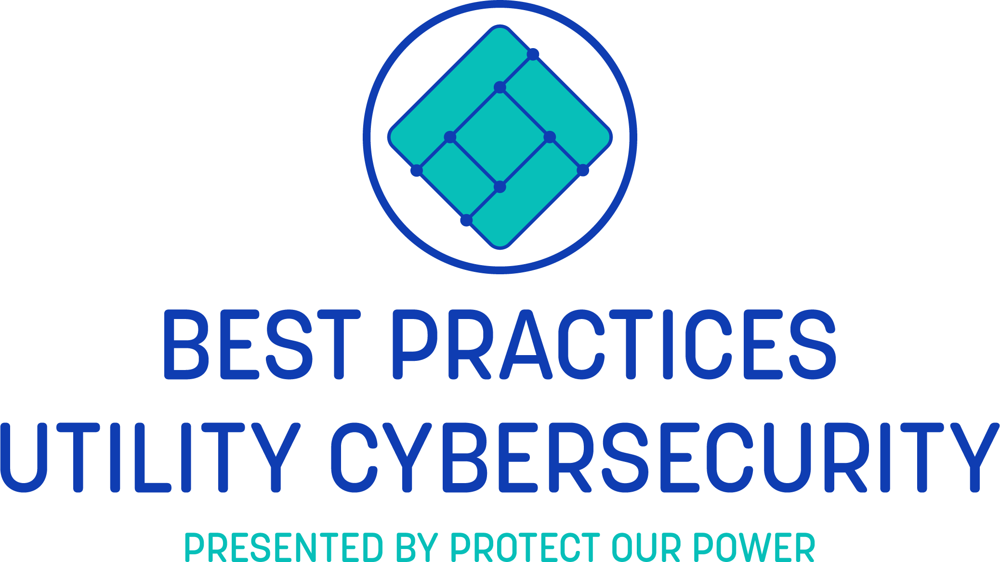 BEST PRACTICES
UTILITY CYBERSECURITY
PRESENTED BY PROTECT OUR POWER